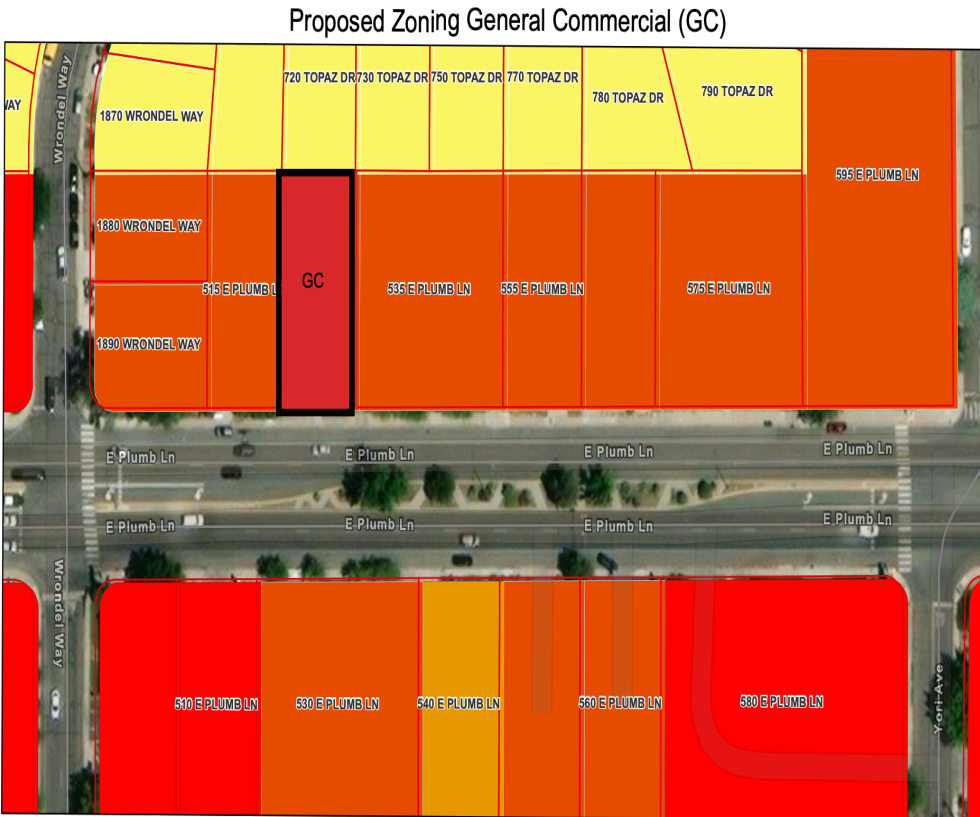 Proposed Zoning General Commercial (GC)
WAY
Wrondel Way
1870 WRONDEL WAY
720 TOPAZ DR
730 TOPAZ DR
750 TOPAZ DR
770 TOPAZ DR
780 TOPAZ DR
790 TOPAZ DR
595 E PLUMB LN
1880 WRONDEL WAY
515 E PLUMB L
GC
535 E PLUMB LN
555 E PLUMB LN
575 E PLUMB LN
1890 WRONDEL WAY
E Plumb Ln
E Plumb Ln
E Plumb Ln
E Plumb Ln
E Plumb Ln
E Plumb Ln
E Plumb Ln
E Plumb Ln
Wrondel Way
510 E PLUMB LN
530 E PLUMB LN
540 E PLUMB LN
560 E PLUMB LN
580 E PLUMB LN
Yori Ave